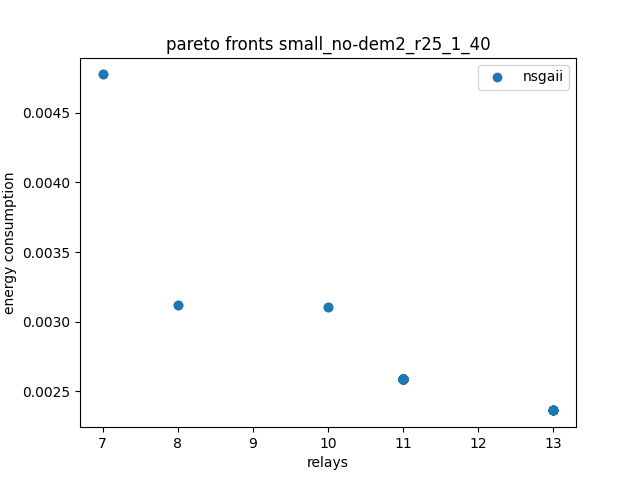 pareto fronts small_no-dem2_r25_1_40
nsgaii
0.0045
0.0040
0.0035
0.0030
0.0025
energy consumption
7 8 9 10 11 12 13
relays